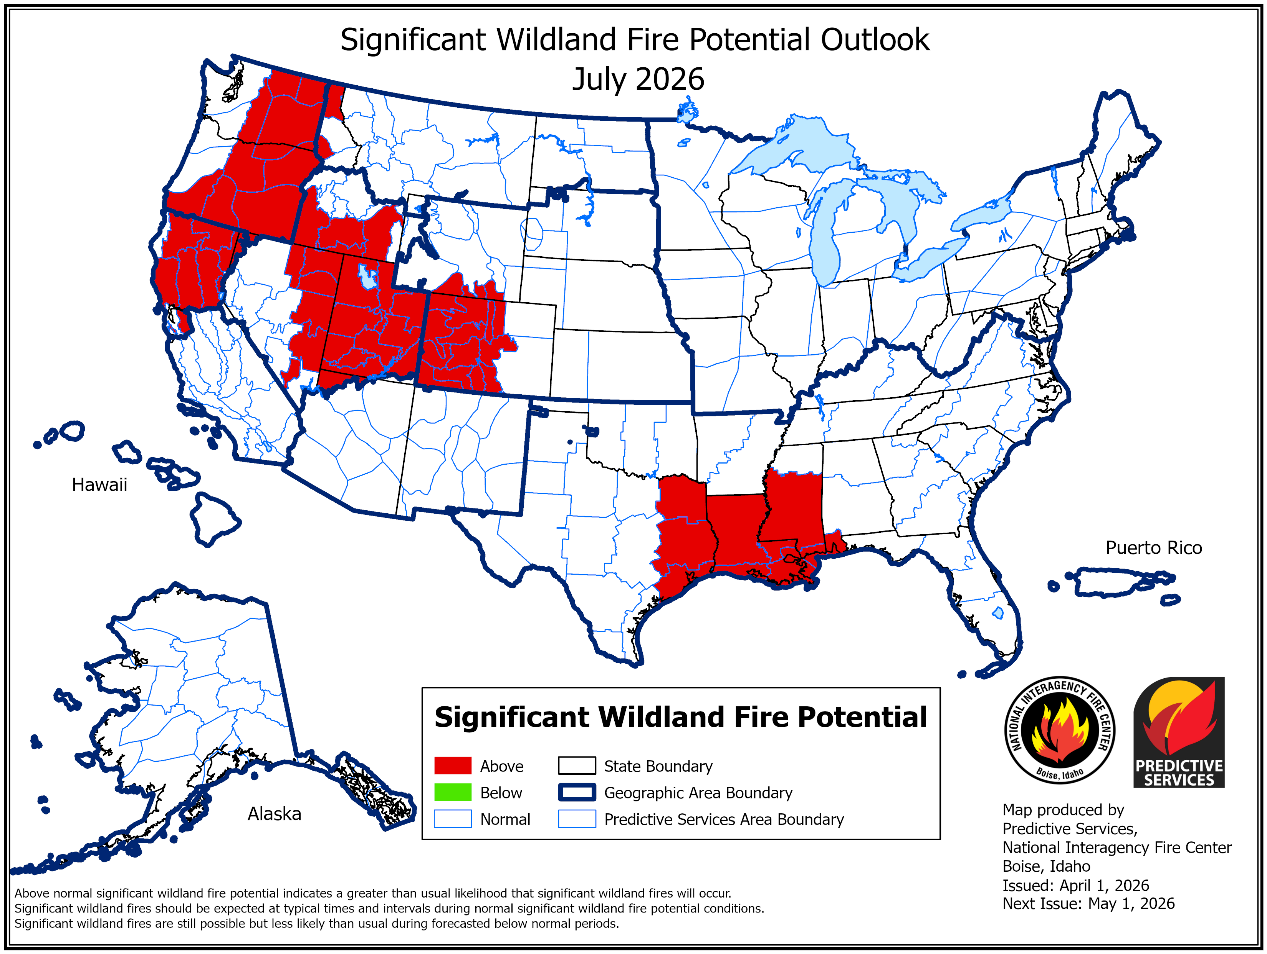 Significant Wildland Fire Potential Outlook
July 2026
Hawaii
Puerto Rico
Alaska
Significant Wildland Fire Potential
Above
State Boundary
Below
Geographic Area Boundary
Normal
Predictive Services Area Boundary
NATIONAL INTERAGENCY FIRE CENTER
Boise, Idaho
PREDICTIVE
SERVICES
Map produced by
Predictive Services,
National Interagency Fire Center
Boise, Idaho
Issued: April 1, 2026
Next Issue: May 1, 2026
Above normal significant wildland fire potential indicates a greater than usual likelihood that significant wildland fires will occur.
Significant wildland fires should be expected at typical times and intervals during normal significant wildland fire potential conditions.
Significant wildland fires are still possible but less likely than usual during forecasted below normal periods.